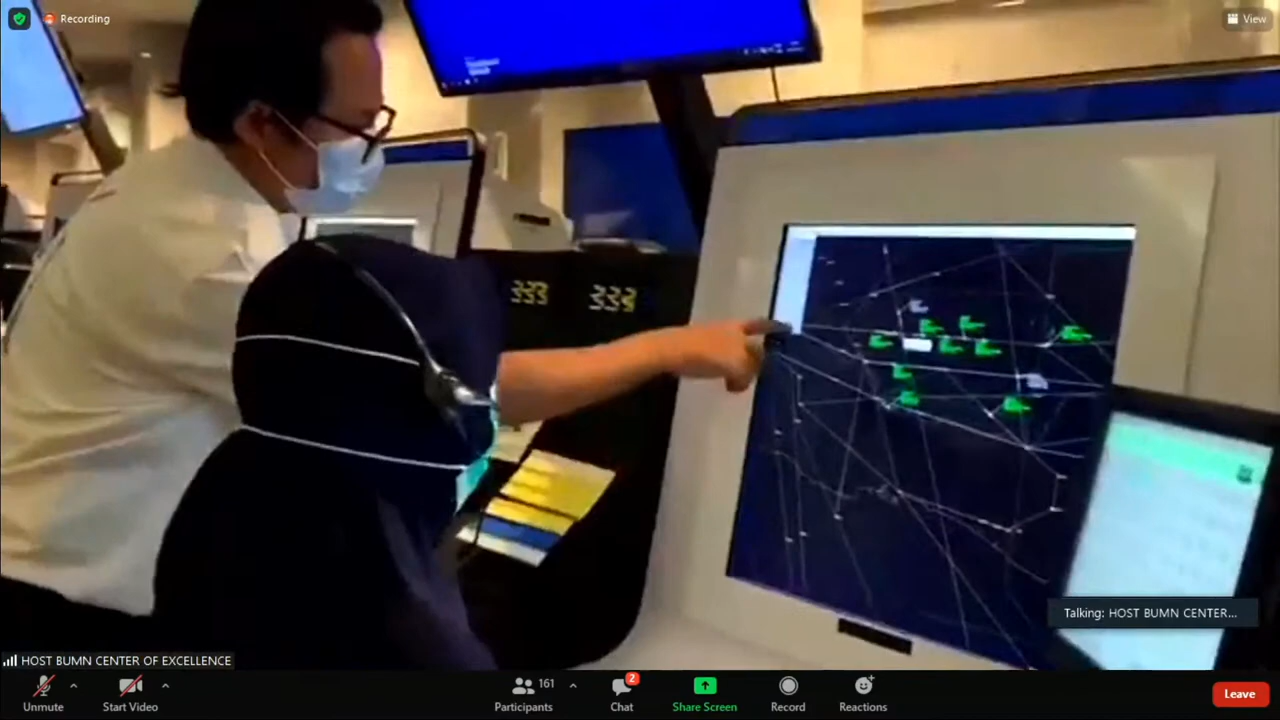 Recording
View
333
Talking: HOST BUMN CENTER...
HOST BUMN CENTER OF EXCELLENCE
Unmute
Start Video
161
Participants
2
Chat
Share Screen
Record
Reactions
Leave